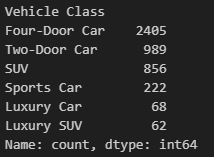 Vehicle Class
Four-Door Car    2405
Two-Door Car      989
SUV               856
Sports Car        222
Luxury Car         68
Luxury SUV         62
Name: count, dtype: int64